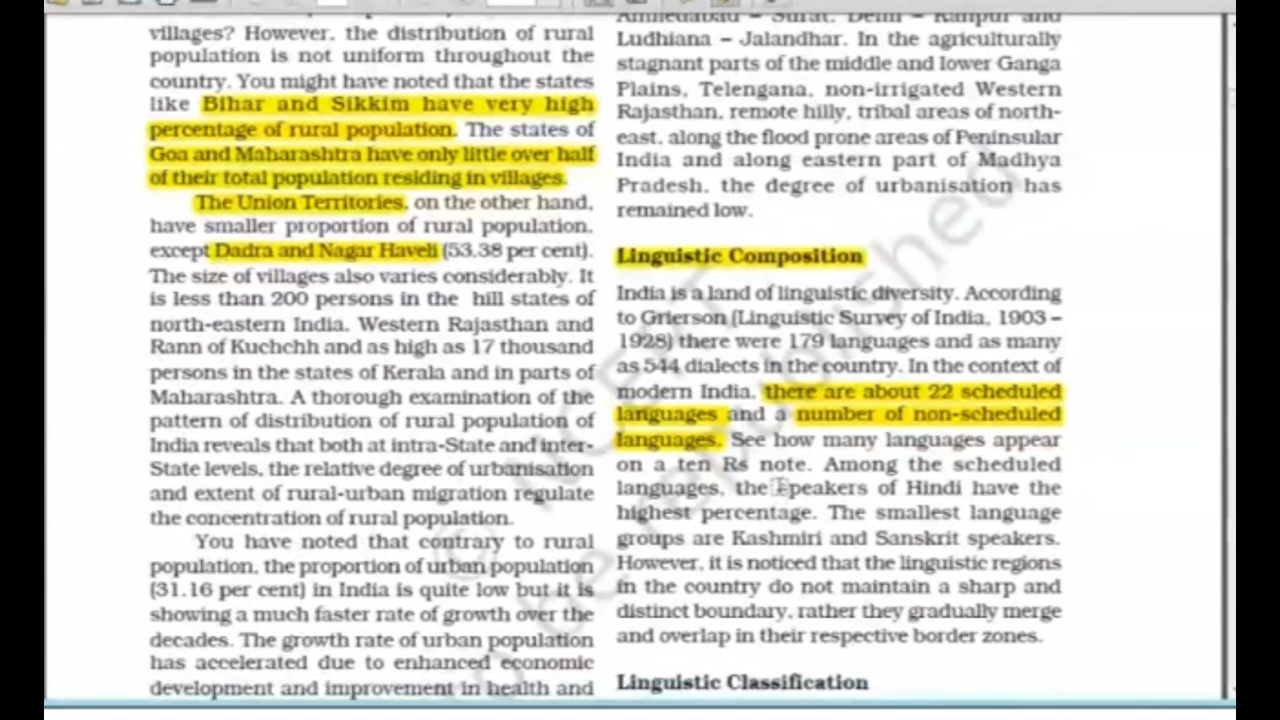 villages? However, the distribution of rural
population is not uniform throughout the
country. You might have noted that the states
like Bihar and Sikkim have very high
percentage of rural population. The states of
Goa and Maharashtra have only little over half
of their total population residing in villages.
The Union Territories, on the other hand,
have smaller proportion of rural population,
except Dadra and Nagar Haveli (53.38 per cent).
The size of villages also varies considerably. It
is less than 200 persons in the hill states of
north-eastern India, Western Rajasthan and
Rann of Kuchchh and as high as 17 thousand
persons in the states of Kerala and in parts of
Maharashtra. A thorough examination of the
pattern of distribution of rural population of
India reveals that both at intra-State and inter-
State levels, the relative degree of urbanisation
and extent of rural-urban migration regulate
the concentration of rural population.
You have noted that contrary to rural
population, the proportion of urban population
(31.16 per cent) in India is quite low but it is
showing a much faster rate of growth over the
decades. The growth rate of urban population
has accelerated due to enhanced economic
development and improvement in health and
Ahmedabad – Surat, Delhi – Kanpur and
Ludhiana – Jalandhar. In the agriculturally
stagnant parts of the middle and lower Ganga
Plains, Telengana, non-irrigated Western
Rajasthan, remote hilly, tribal areas of north-
east, along the flood prone areas of Peninsular
India and along eastern part of Madhya
Pradesh, the degree of urbanisation has
remained low.
Linguistic Composition
India is a land of linguistic diversity. According
to Grierson (Linguistic Survey of India, 1903 –
1928) there were 179 languages and as many
as 544 dialects in the country. In the context of
modern India, there are about 22 scheduled
languages and a number of non-scheduled
languages. See how many languages appear
on a ten Rs note. Among the scheduled
languages, the speakers of Hindi have the
highest percentage. The smallest language
groups are Kashmiri and Sanskrit speakers.
However, it is noticed that the linguistic regions
in the country do not maintain a sharp and
distinct boundary, rather they gradually merge
and overlap in their respective border zones.
Linguistic Classification
© NCERT
to be republished